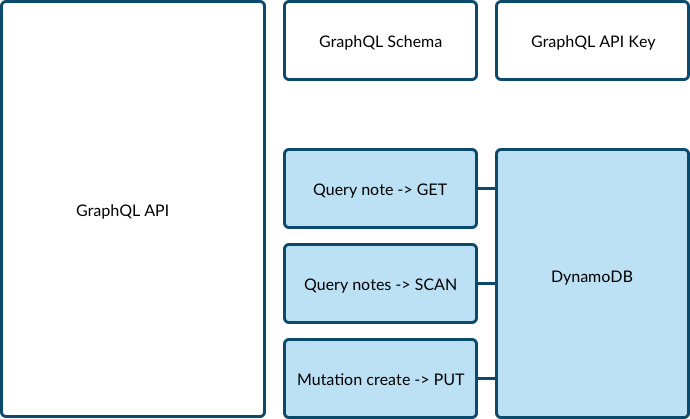 GraphQL Schema
GraphQL API Key
GraphQL API
Query note -> GET
Query notes -> SCAN
DynamoDB
Mutation create -> PUT